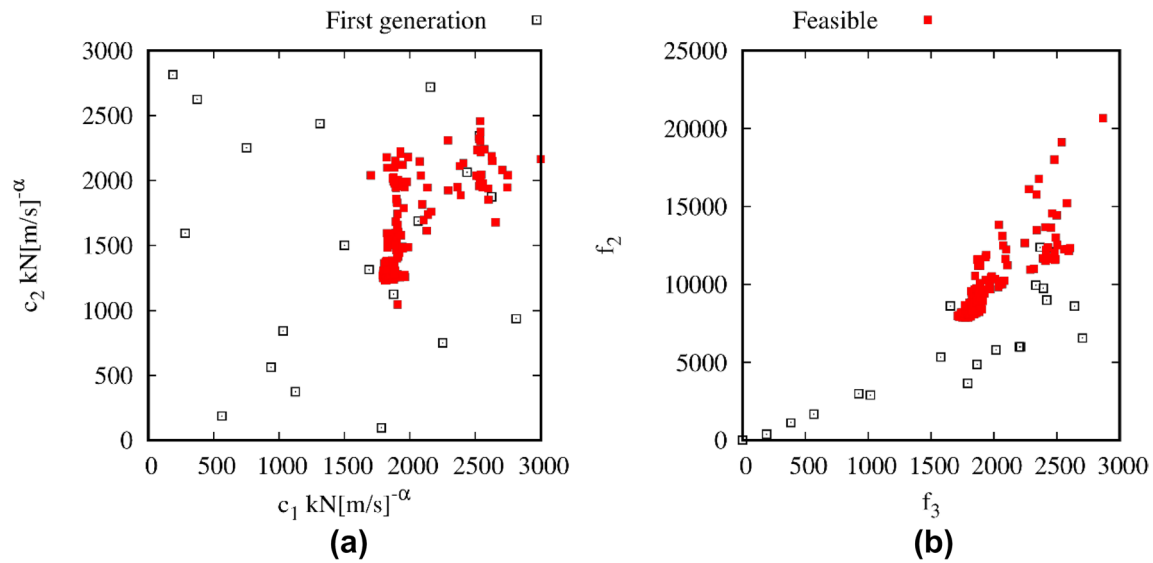 First generation
Feasible
3000
2500
2000
1500
1000
500
0
c2 kN[m/s]-α
0 500 1000 1500 2000 2500 3000
c1 kN[m/s]-α
(a)
25000
20000
15000
10000
5000
0
f2
0 500 1000 1500 2000 2500 3000
f3
(b)